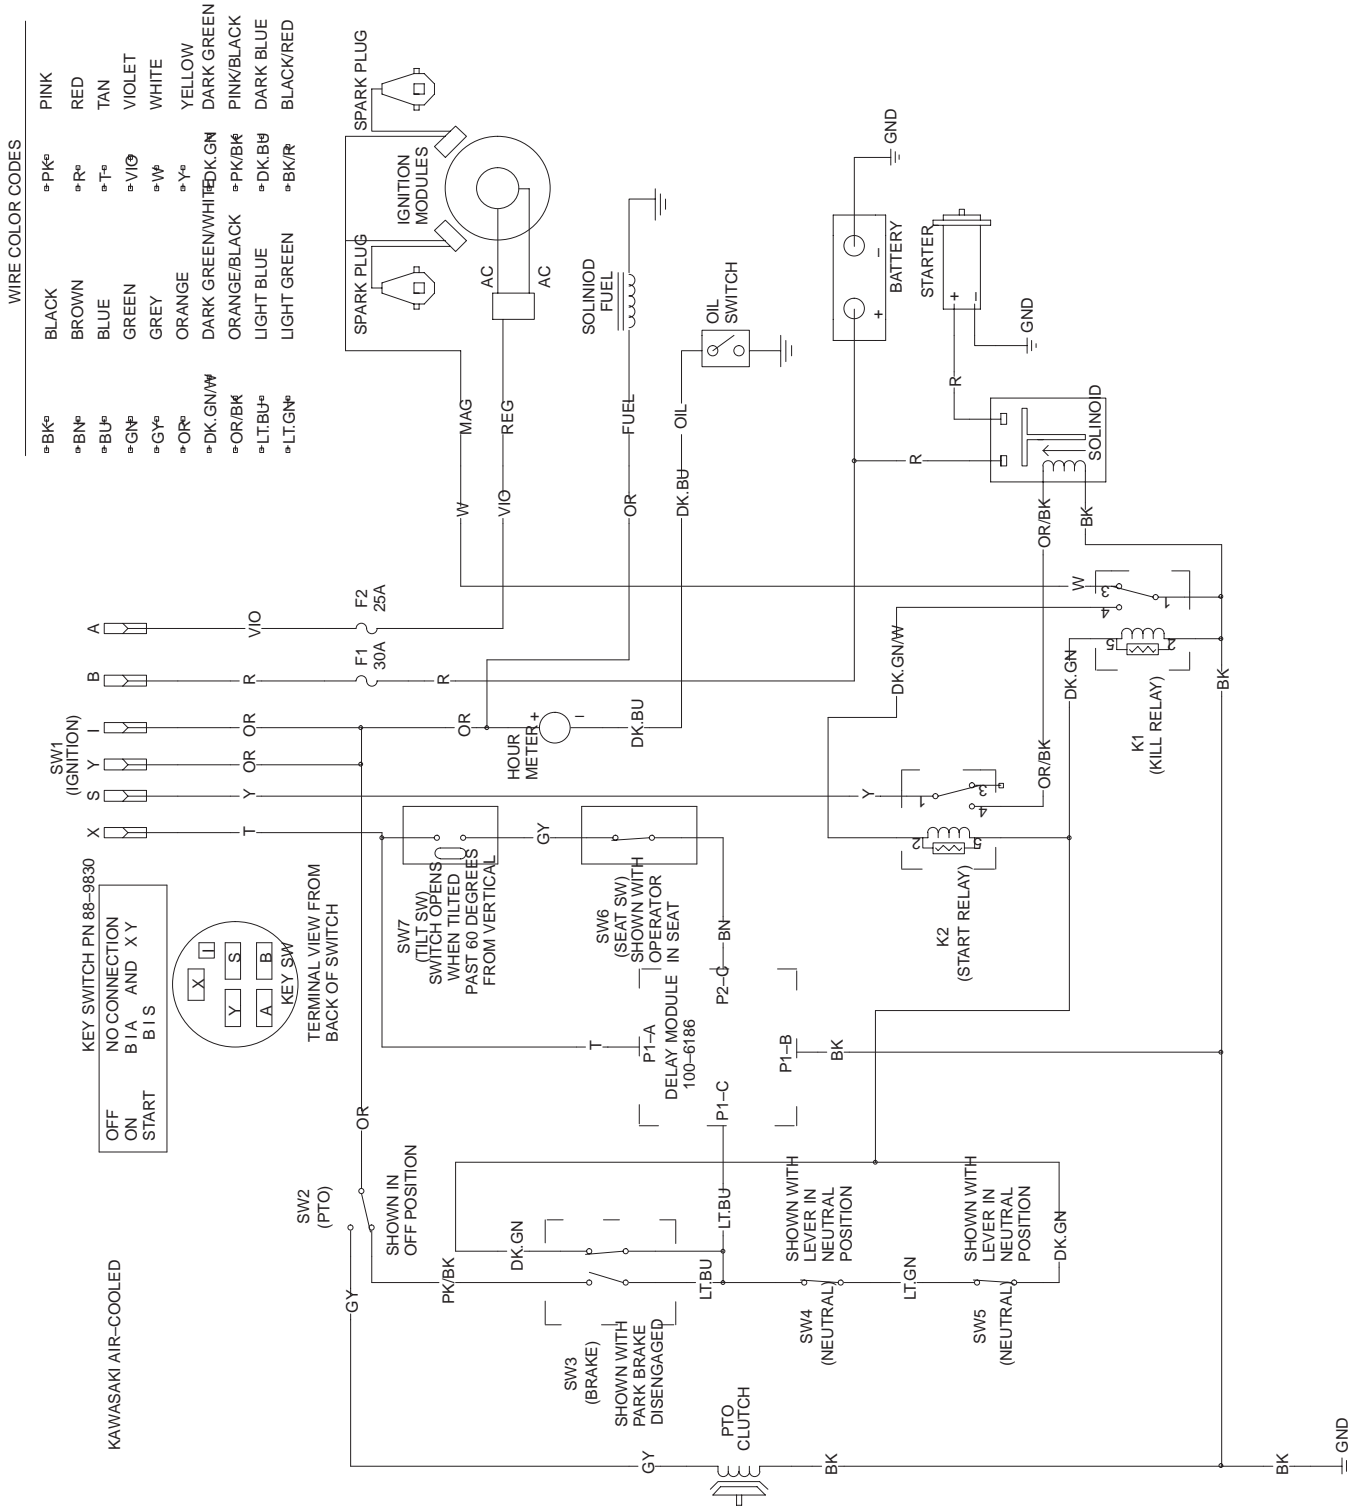 WIRE COLOR CODES
BK BLACK PK PINK
BN BROWN R RED
BU BLUE T TAN
GN GREEN VIO VIOLET
GY GREY W WHITE
OR ORANGE Y YELLOW
DK.GN/W DARK GREEN/WHITE DK.GN DARK GREEN
OR/BK ORANGE/BLACK PK/BK PINK/BLACK
LT.BU LIGHT BLUE DK.BU DARK BLUE
LT.GN LIGHT GREEN BK/R BLACK/RED
KAWASAKI AIR–COOLED
KEY SWITCH PN 88–9830
OFF NO CONNECTION
ON B I A AND X Y
START B I S
X
I
Y
S
A
B
KEY SW
TERMINAL VIEW FROM
BACK OF SWITCH
SW1
(IGNITION)
X
S
Y
I
B
A
T
Y
OR
OR
R
VIO
F1
30A
F2
25A
R
OR
HOUR
METER
+
–
DK.BU
W
MAG
VIO
REG
OR
FUEL
DK.BU
OIL
SPARK PLUG
SPARK PLUG
IGNITION
MODULES
AC
AC
SOLINIOD
FUEL
OIL
SWITCH
BATTERY
+
–
GND
STARTER
+
–
GND
R
R
SOLINOID
OR/BK
BK
W
3
4
1
5
2
DK.GN/W
DK.GN
BK
K1
(KILL RELAY)
OR/BK
Y
1
3
4
2
5
K2
(START RELAY)
SW7
(TILT SW)
SWITCH OPENS
WHEN TILTED
PAST 60 DEGREES
FROM VERTICAL
GY
SW6
(SEAT SW)
SHOWN WITH
OPERATOR
IN SEAT
BN
T
P1–A
P2–C
DELAY MODULE
100–6186
P1–C
P1–B
BK
OR
SW2
(PTO)
SHOWN IN
OFF POSITION
GY
PK/BK
DK.GN
LT.BU
LT.BU
SW3
(BRAKE)
SHOWN WITH
PARK BRAKE
DISENGAGED
SHOWN WITH
LEVER IN
NEUTRAL
POSITION
SW4
(NEUTRAL)
LT.GN
SHOWN WITH
LEVER IN
NEUTRAL
POSITION
SW5
(NEUTRAL)
DK.GN
GY
PTO
CLUTCH
BK
BK
GND